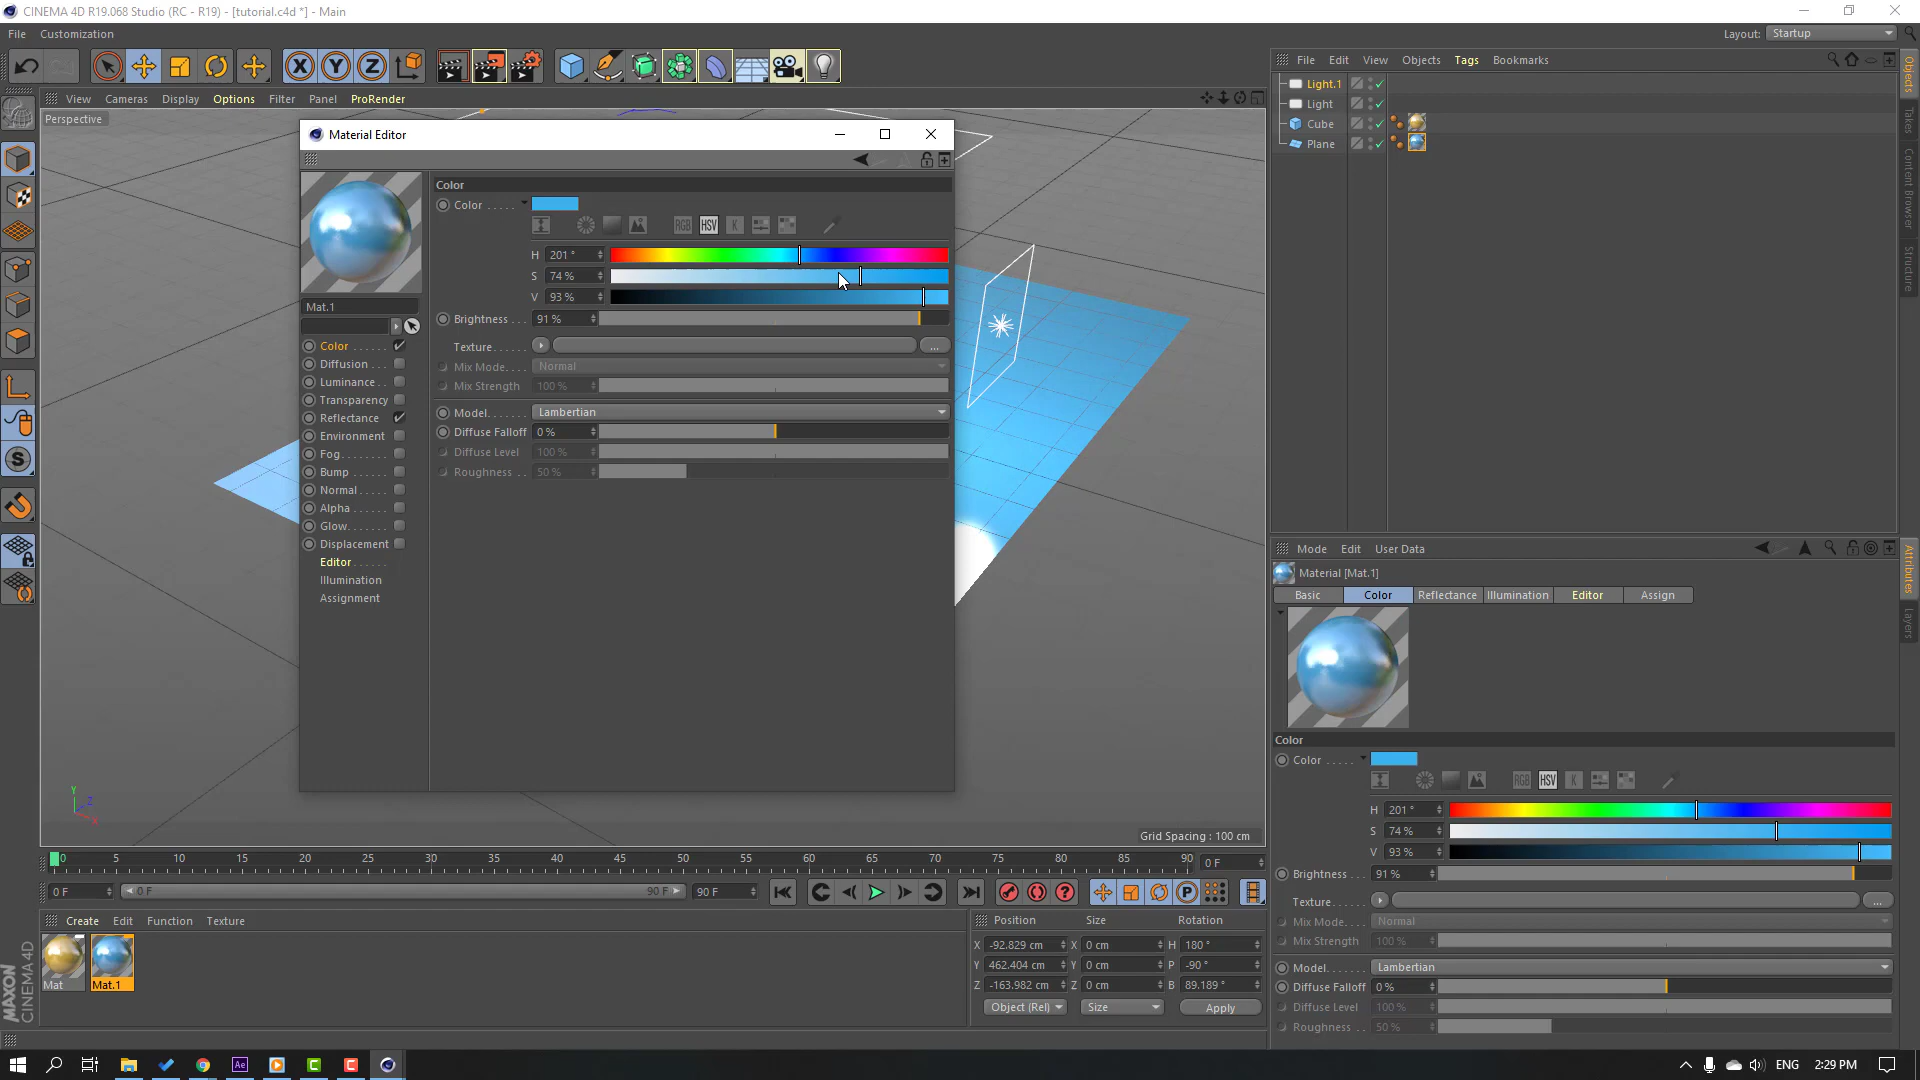 CINEMA 4D R19.068 Studio (RC - R19) - [tutorial.c4d *] - Main
File Customization
Layout: Startup
View Cameras Display Options Filter Panel ProRender
File Edit View Objects Tags Bookmarks
Perspective
Light.1
Light
Cube
Plane
Objects
Takes
Content Browser
Structure
Material Editor
Color
Color . . . . .
RGB HSV K
H 201 °
S 74 %
V 93 %
Brightness . . . 91 %
Texture. . . . . . ...
Mix Mode. . . . Normal
Mix Strength 100 %
Model. . . . . . . Lambertian
Diffuse Falloff 0 %
Diffuse Level 100 %
Roughness . . 50 %
Mat.1
Color . . . . . .
Diffusion . . .
Luminance . .
Transparency
Reflectance
Environment
Fog. . . . . . . .
Bump . . . . . .
Normal . . . . .
Alpha . . . . . .
Glow. . . . . . .
Displacement
Editor . . . . . .
Illumination
Assignment
Y
Z
X
Grid Spacing : 100 cm
Mode Edit User Data
Attributes
Layers
Material [Mat.1]
Basic Color Reflectance Illumination Editor Assign
Color
Color . . . . .
RGB HSV K
H 201 °
S 74 %
V 93 %
Brightness . . . 91 %
Texture. . . . . . ...
Mix Mode. . . . Normal
Mix Strength 100 %
Model. . . . . . . Lambertian
Diffuse Falloff 0 %
Diffuse Level 100 %
Roughness . . 50 %
0 5 10 15 20 25 30 35 40 45 50 55 60 65 70 75 80 85 90 0 F
0 F 0 F 90 F 90 F
Create Edit Function Texture
Mat Mat.1
Position Size Rotation
X -92.829 cm X 0 cm H 180 °
Y 462.404 cm Y 0 cm P -90 °
Z -163.982 cm Z 0 cm B 89.189 °
Object (Rel) Size Apply
MAXON
CINEMA 4D
ENG 2:29 PM